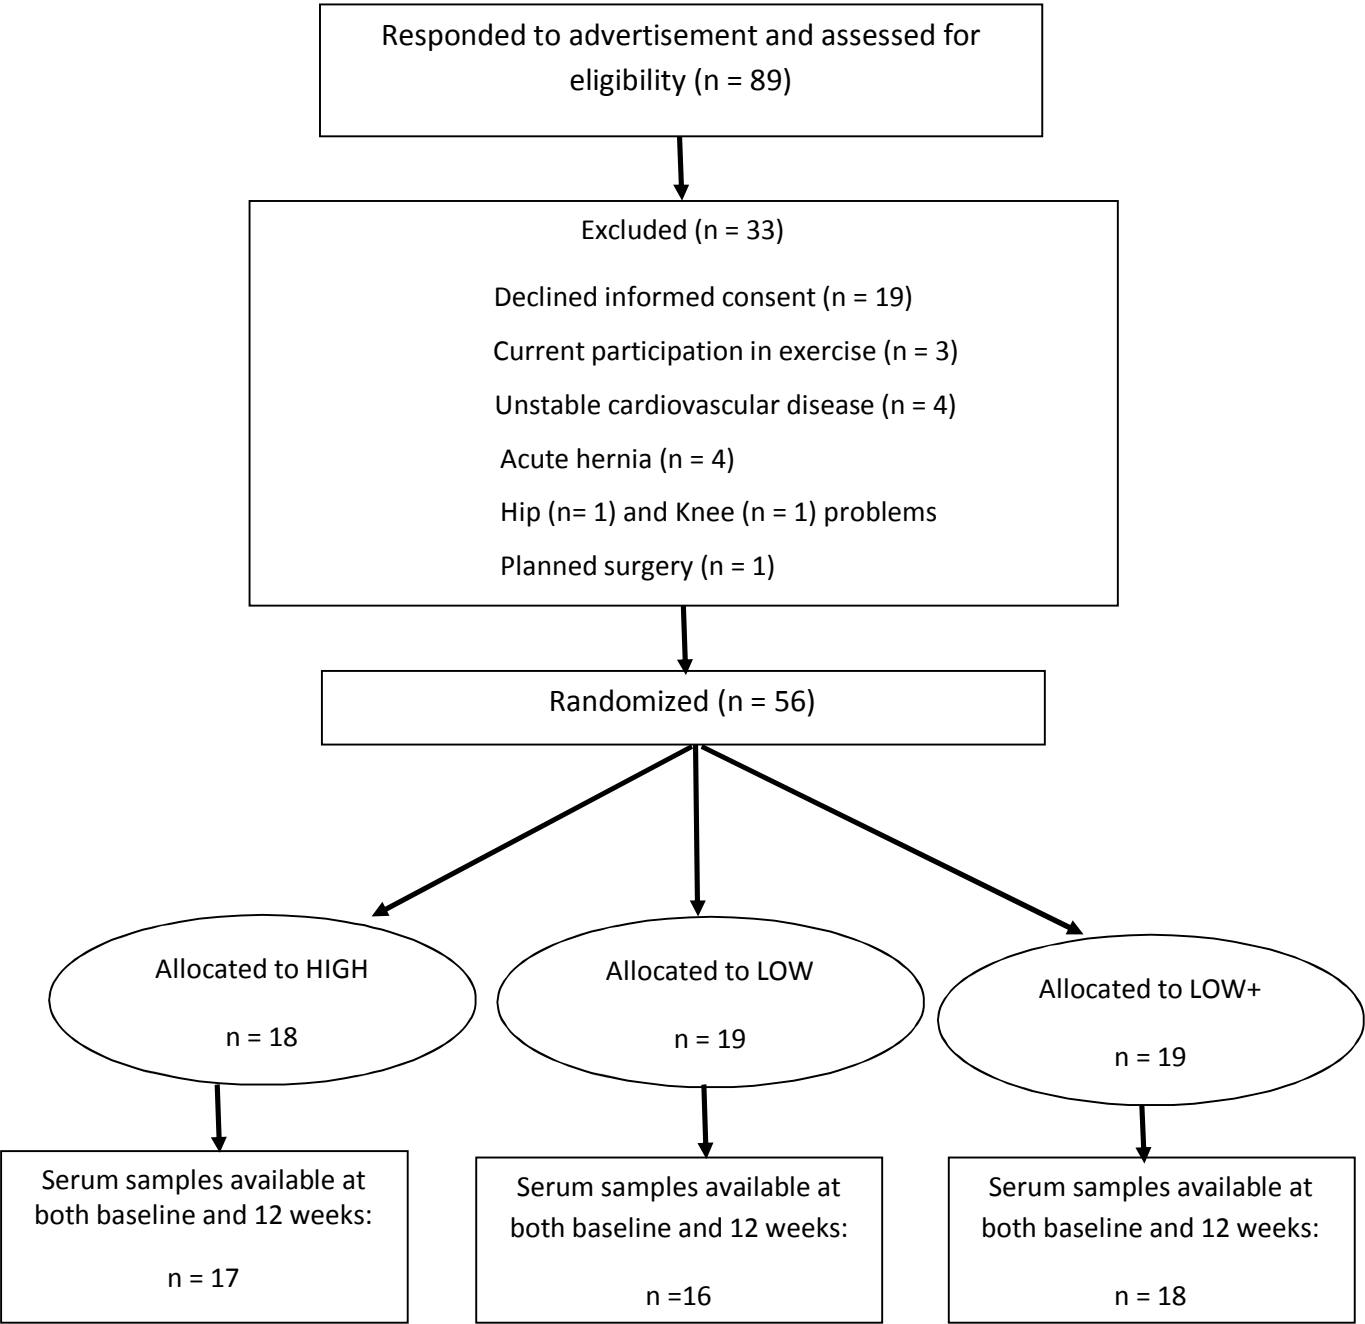 Responded to advertisement and assessed for
eligibility (n = 89)
Excluded (n = 33)
Declined informed consent (n = 19)
Current participation in exercise (n = 3)
Unstable cardiovascular disease (n = 4)
Acute hernia (n = 4)
Hip (n= 1) and Knee (n = 1) problems
Planned surgery (n = 1)
Randomized (n = 56)
Allocated to HIGH
n = 18
Allocated to LOW
n = 19
Allocated to LOW+
n = 19
Serum samples available at
both baseline and 12 weeks:
n = 17
Serum samples available at
both baseline and 12 weeks:
n =16
Serum samples available at
both baseline and 12 weeks:
n = 18